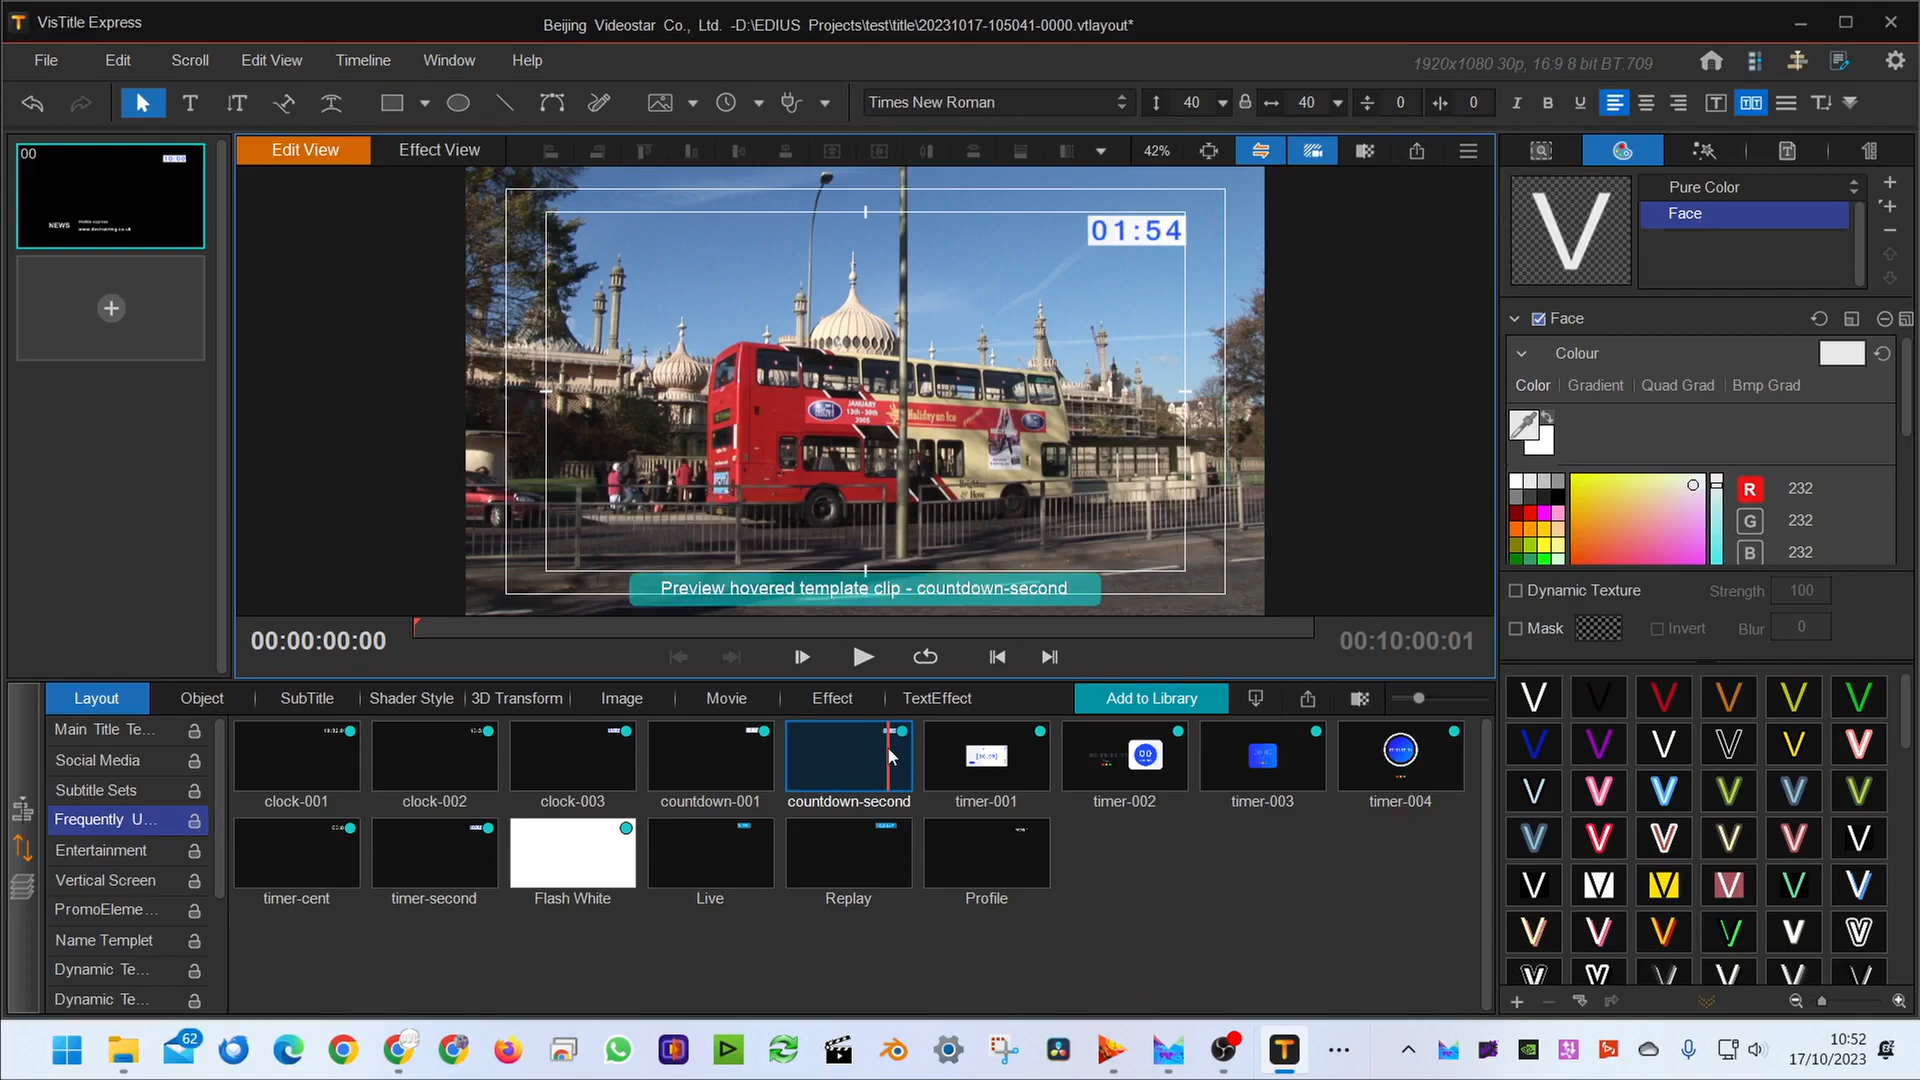 VisTitle Express
Beijing Videostar Co., Ltd. -D:\EDIUS Projects\test\title\20231017-105041-0000.vtlayout*
File Edit Scroll Edit View Timeline Window Help
1920x1080 30p, 16:9 8 bit BT.709
Times New Roman 40 40 0 0
00
NEWS
Edit View Effect View 42%
01:54
JANUARY
Holiday on Ice
Preview hovered template clip - countdown-second
00:00:00:00 00:10:00:01
Pure Color
Face
Face
Colour
Color Gradient Quad Grad Bmp Grad
R 232
G 232
B 232
Dynamic Texture Strength 100
Mask Invert Blur 0
Layout Object SubTitle Shader Style 3D Transform Image Movie Effect TextEffect Add to Library
Main Title Te...
Social Media
Subtitle Sets
Frequently U...
Entertainment
Vertical Screen
PromoEleme...
Name Templet
Dynamic Te...
Dynamic Te...
clock-001 clock-002 clock-003 countdown-001 countdown-second timer-001 timer-002 timer-003 timer-004
timer-cent timer-second Flash White Live Replay Profile
62
10:52
17/10/2023